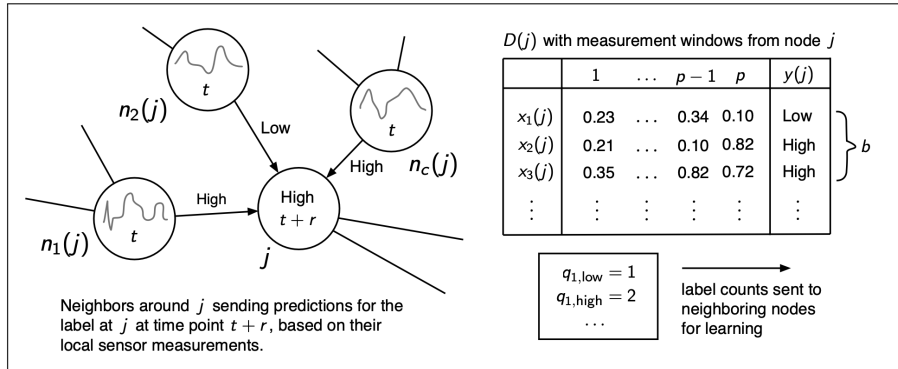 t
n₂(j)
Low
t
n_c(j)
High
t
n₁(j)
High
High
t + r
j
Neighbors around j sending predictions for the
label at j at time point t + r, based on their
local sensor measurements.
D(j) with measurement windows from node j
1 … p − 1 p y(j)
x₁(j) 0.23 … 0.34 0.10 Low
x₂(j) 0.21 … 0.10 0.82 High
x₃(j) 0.35 … 0.82 0.72 High
⋮ ⋮ ⋮ ⋮ ⋮ ⋮
b
q₁,low = 1
q₁,high = 2
…
label counts sent to
neighboring nodes
for learning